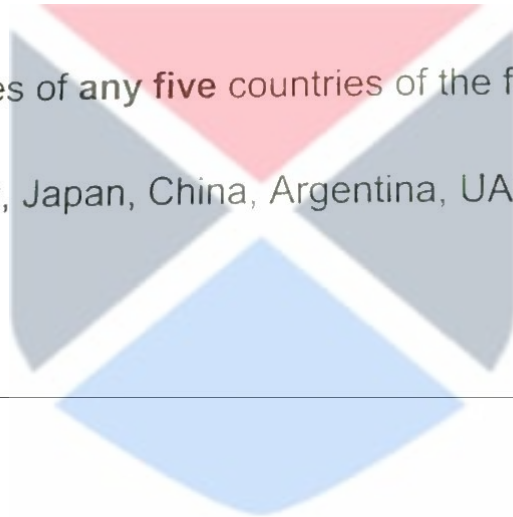 es of any five countries of the f
, Japan, China, Argentina, UA